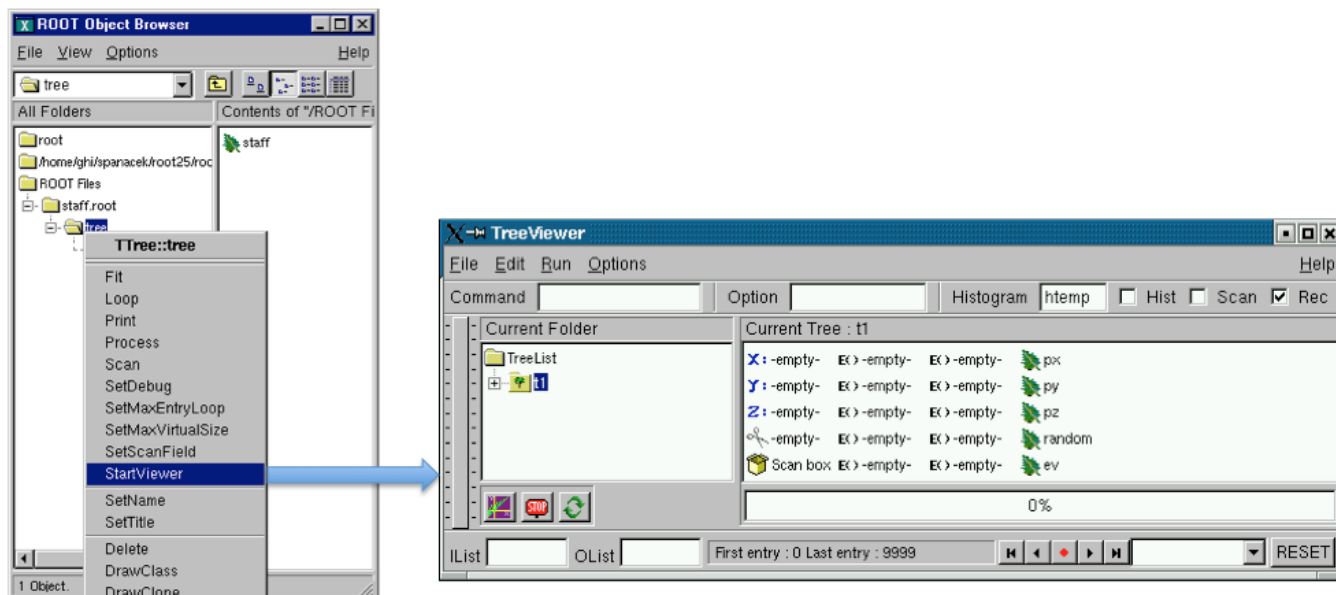 ROOT Object Browser
File View Options Help
tree
All Folders
Contents of "/ROOT Fi
root
/home/ghi/spanacek/root25/roc
ROOT Files
staff.root
tree
staff
TTree::tree
Fit
Loop
Print
Process
Scan
SetDebug
SetMaxEntryLoop
SetMaxVirtualSize
SetScanField
StartViewer
SetName
SetTitle
Delete
DrawClass
DrawClone
1 Object.
TreeViewer
File Edit Run Options Help
Command Option Histogram htemp Hist Scan Rec
Current Folder
TreeList
t1
Current Tree : t1
X: -empty- E() -empty- E() -empty- px
Y: -empty- E() -empty- E() -empty- py
Z: -empty- E() -empty- E() -empty- pz
-empty- E() -empty- E() -empty- random
Scan box E() -empty- E() -empty- ev
STOP
0%
IList OList First entry : 0 Last entry : 9999 RESET